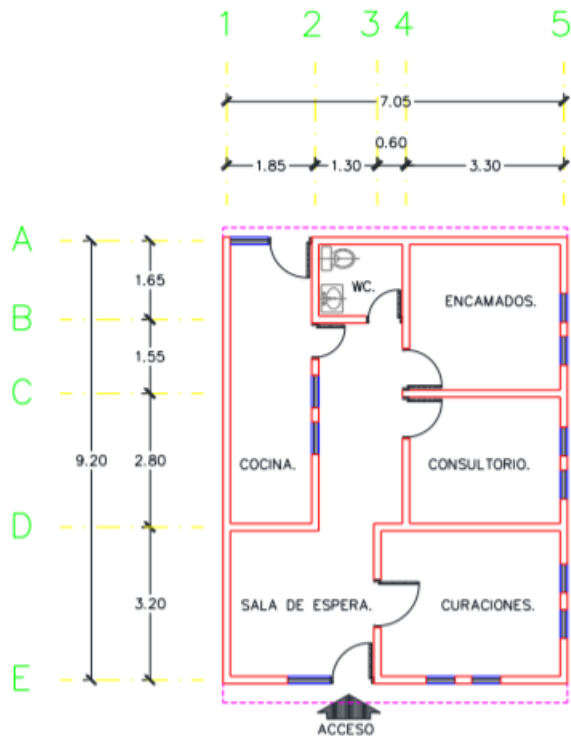 1 2 3 4 5
7.05
0.60
1.85 1.30 3.30
A
1.65
WC.
ENCAMADOS.
B
1.55
C
9.20 2.80
COCINA. CONSULTORIO.
D
3.20
SALA DE ESPERA. CURACIONES.
E
ACCESO